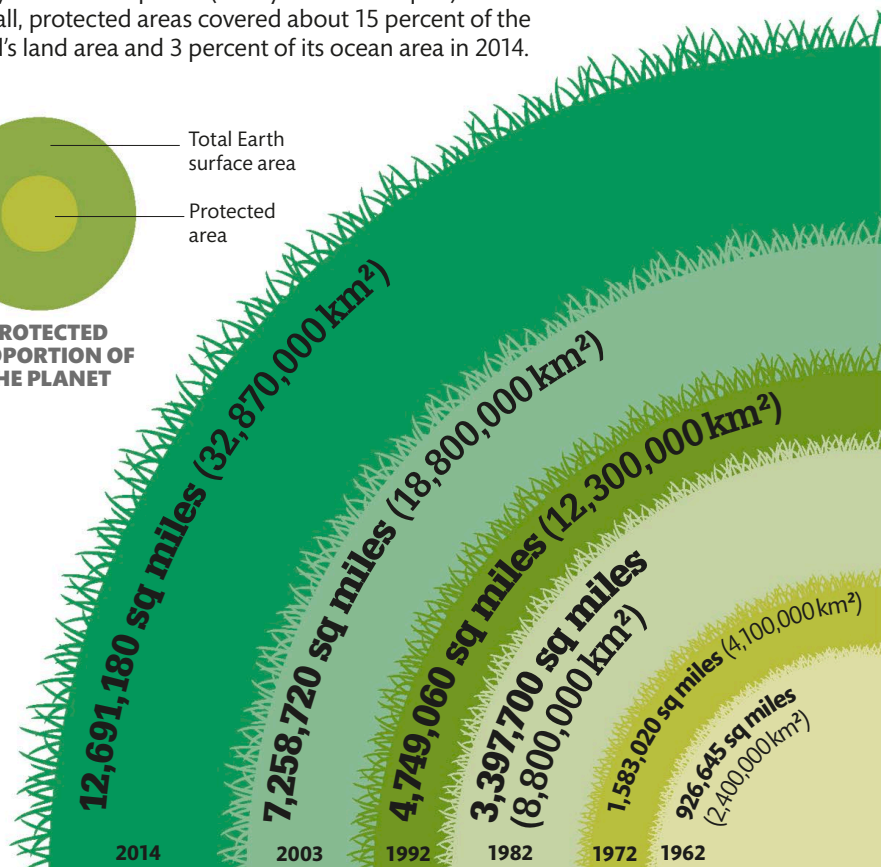 all, protected areas covered about 15 percent of the
's land area and 3 percent of its ocean area in 2014.
Total Earth
surface area
Protected
area
ROTECTED
OPORTION OF
HE PLANET
12,691,180 sq miles (32,870,000 km²)
7,258,720 sq miles (18,800,000 km²)
4,749,060 sq miles (12,300,000 km²)
3,397,700 sq miles
(8,800,000 km²)
1,583,020 sq miles (4,100,000 km²)
926,645 sq miles
(2,400,000 km²)
2014
2003
1992
1982
1972
1962